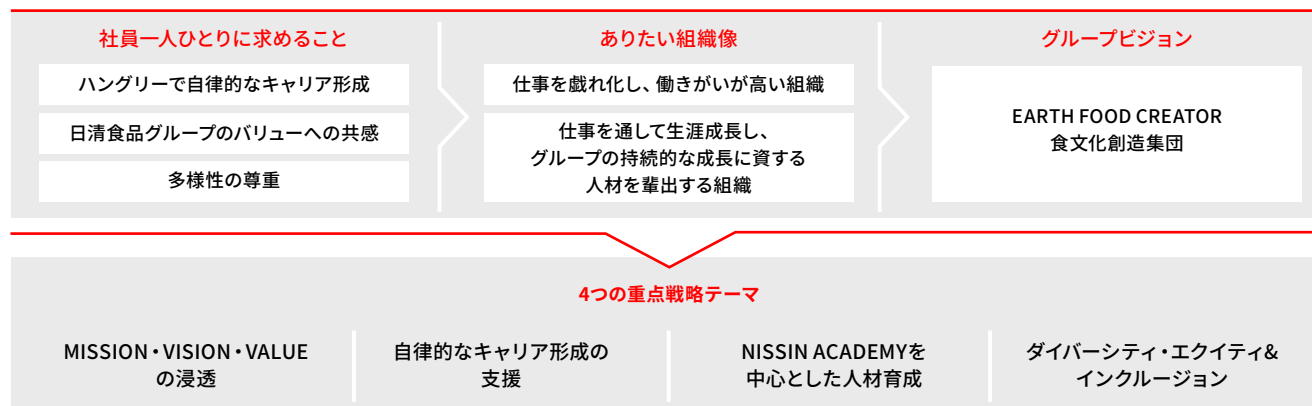 社員一人ひとりに求めること
ハングリーで自律的なキャリア形成
日清食品グループのバリューへの共感
多様性の尊重
ありたい組織像
仕事を戯れ化し、働きがいが高い組織
仕事を通して生涯成長し、
グループの持続的な成長に資する
人材を輩出する組織
グループビジョン
EARTH FOOD CREATOR
食文化創造集団
4つの重点戦略テーマ
MISSION・VISION・VALUE
の浸透
自律的なキャリア形成の
支援
NISSIN ACADEMYを
中心とした人材育成
ダイバーシティ・エクイティ&
インクルージョン